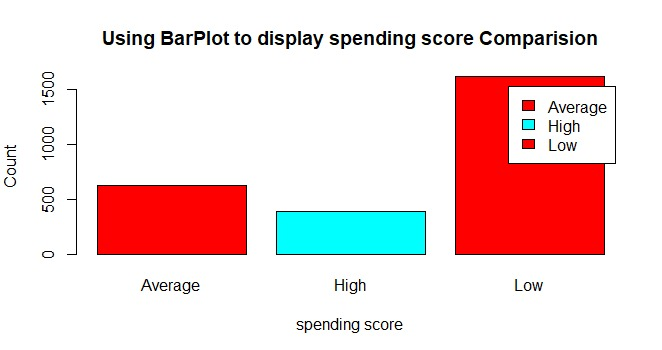 Using BarPlot to display spending score Comparision
1500
1000
500
0
Count
Average
High
Low
Average
High
Low
spending score